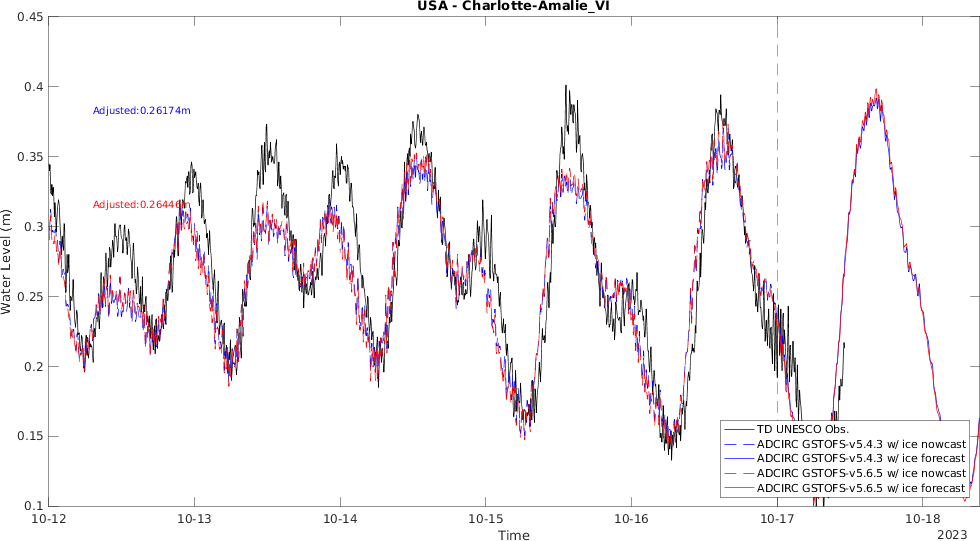 USA - Charlotte-Amalie_VI
0.45
0.4
0.35
0.3
0.25
0.2
0.15
0.1
Water Level (m)
Adjusted:0.26174m
Adjusted:0.26446m
TD UNESCO Obs.
ADCIRC GSTOFS-v5.4.3 w/ ice nowcast
ADCIRC GSTOFS-v5.4.3 w/ ice forecast
ADCIRC GSTOFS-v5.6.5 w/ ice nowcast
ADCIRC GSTOFS-v5.6.5 w/ ice forecast
10-12
10-13
10-14
10-15
10-16
10-17
10-18
Time
2023